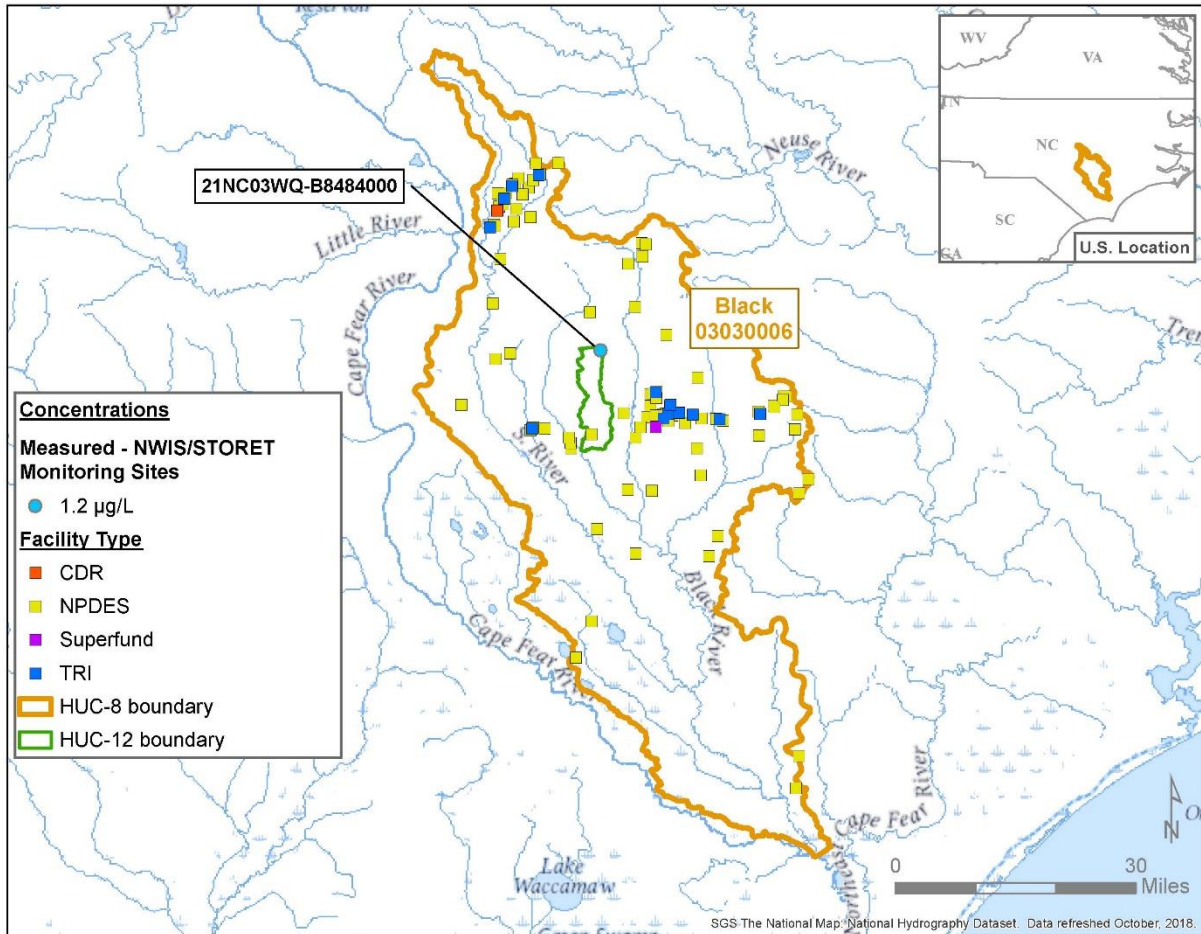 Reservoir
Neuse River
21NC03WQ-B8484000
Little River
Cape Fear River
Black
03030006
WV
VA
NC
SC
U.S. Location
Concentrations
Measured - NWIS/STORET
Monitoring Sites
1.2 µg/L
Facility Type
CDR
NPDES
Superfund
TRI
HUC-8 boundary
HUC-12 boundary
S. River
Black River
Cape Fear
Lake
Waccamaw
Cape Fear River
Northeast
N
0 30
Miles
SGS The National Map: National Hydrography Dataset. Data refreshed October, 2018.